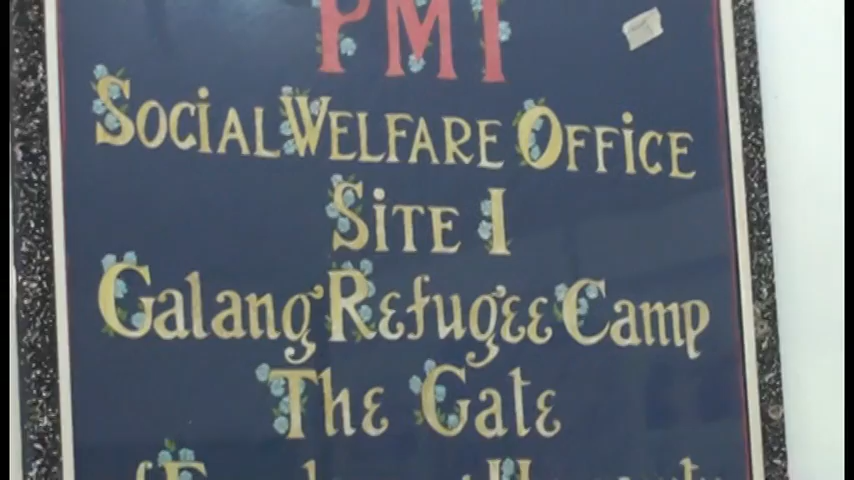 PMI
SOCIAL WELFARE OFFICE
SiTE I
Galang Refugee Camp
The Gate